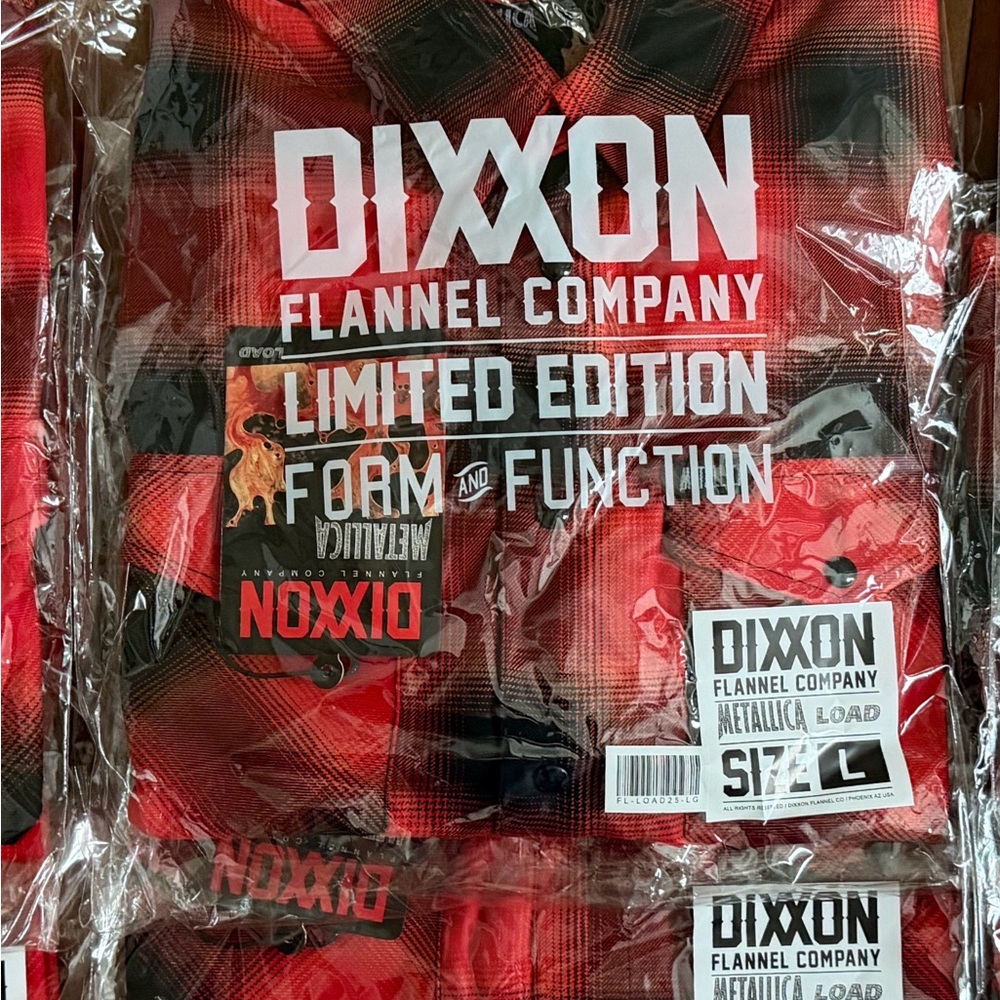 DIXXON
FLANNEL COMPANY
LIMITED EDITION
FORM AND FUNCTION
LOAD
METALLICA
FLANNEL COMPANY
DIXXON
DIXXON
FLANNEL COMPANY
METALLICA LOAD
SIZE L
ALL RIGHTS RESERVED / DIXXON FLANNEL CO / PHOENIX AZ USA
FL-LOAD25-LG
DIXXON
DIXXON
FLANNEL COMPANY
METALLICA LOAD